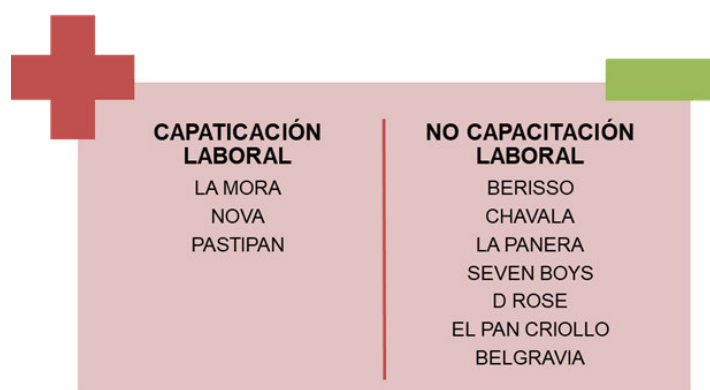 CAPATICACIÓN
LABORAL
LA MORA
NOVA
PASTIPAN
NO CAPACITACIÓN
LABORAL
BERISSO
CHAVALA
LA PANERA
SEVEN BOYS
D ROSE
EL PAN CRIOLLO
BELGRAVIA